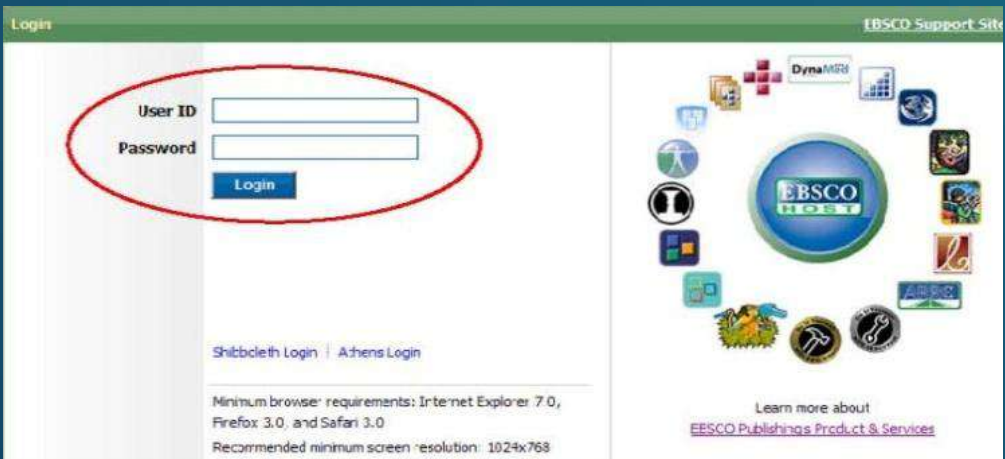 Login
EBSCO Support Site
User ID
Password
Login
Shibboleth Login | Athens Login
Minimum browser requirements: Internet Explorer 7.0,
Firefox 3.0, and Safari 3.0
Recommended minimum screen resolution: 1024x768
EBSCO
HOST
ABPC
Learn more about
EBSCO Publishing's Product & Services